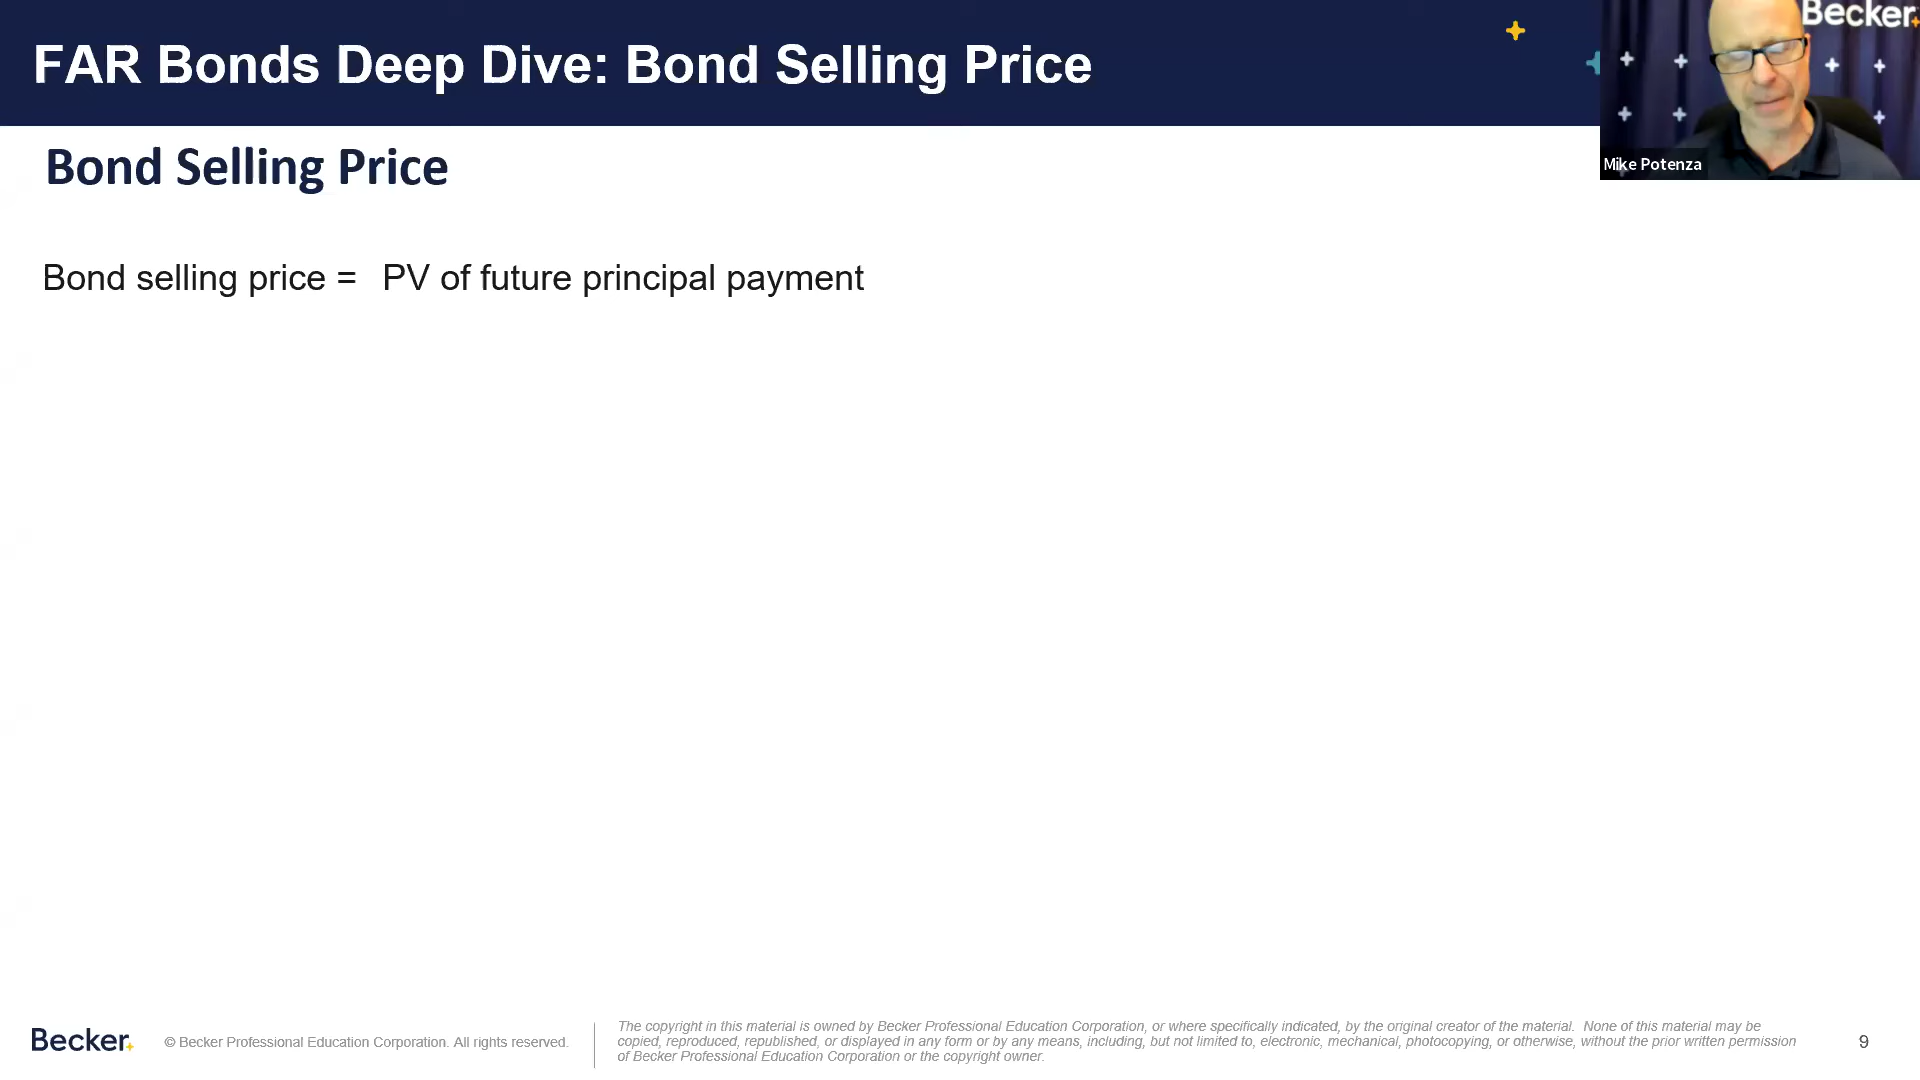 FAR Bonds Deep Dive: Bond Selling Price
Becker
Mike Potenza
Bond Selling Price
Bond selling price = PV of future principal payment
Becker
© Becker Professional Education Corporation. All rights reserved.
The copyright in this material is owned by Becker Professional Education Corporation, or where specifically indicated, by the original creator of the material. None of this material may be
copied, reproduced, republished, or displayed in any form or by any means, including, but not limited to, electronic, mechanical, photocopying, or otherwise, without the prior written permission
of Becker Professional Education Corporation or the copyright owner.
9